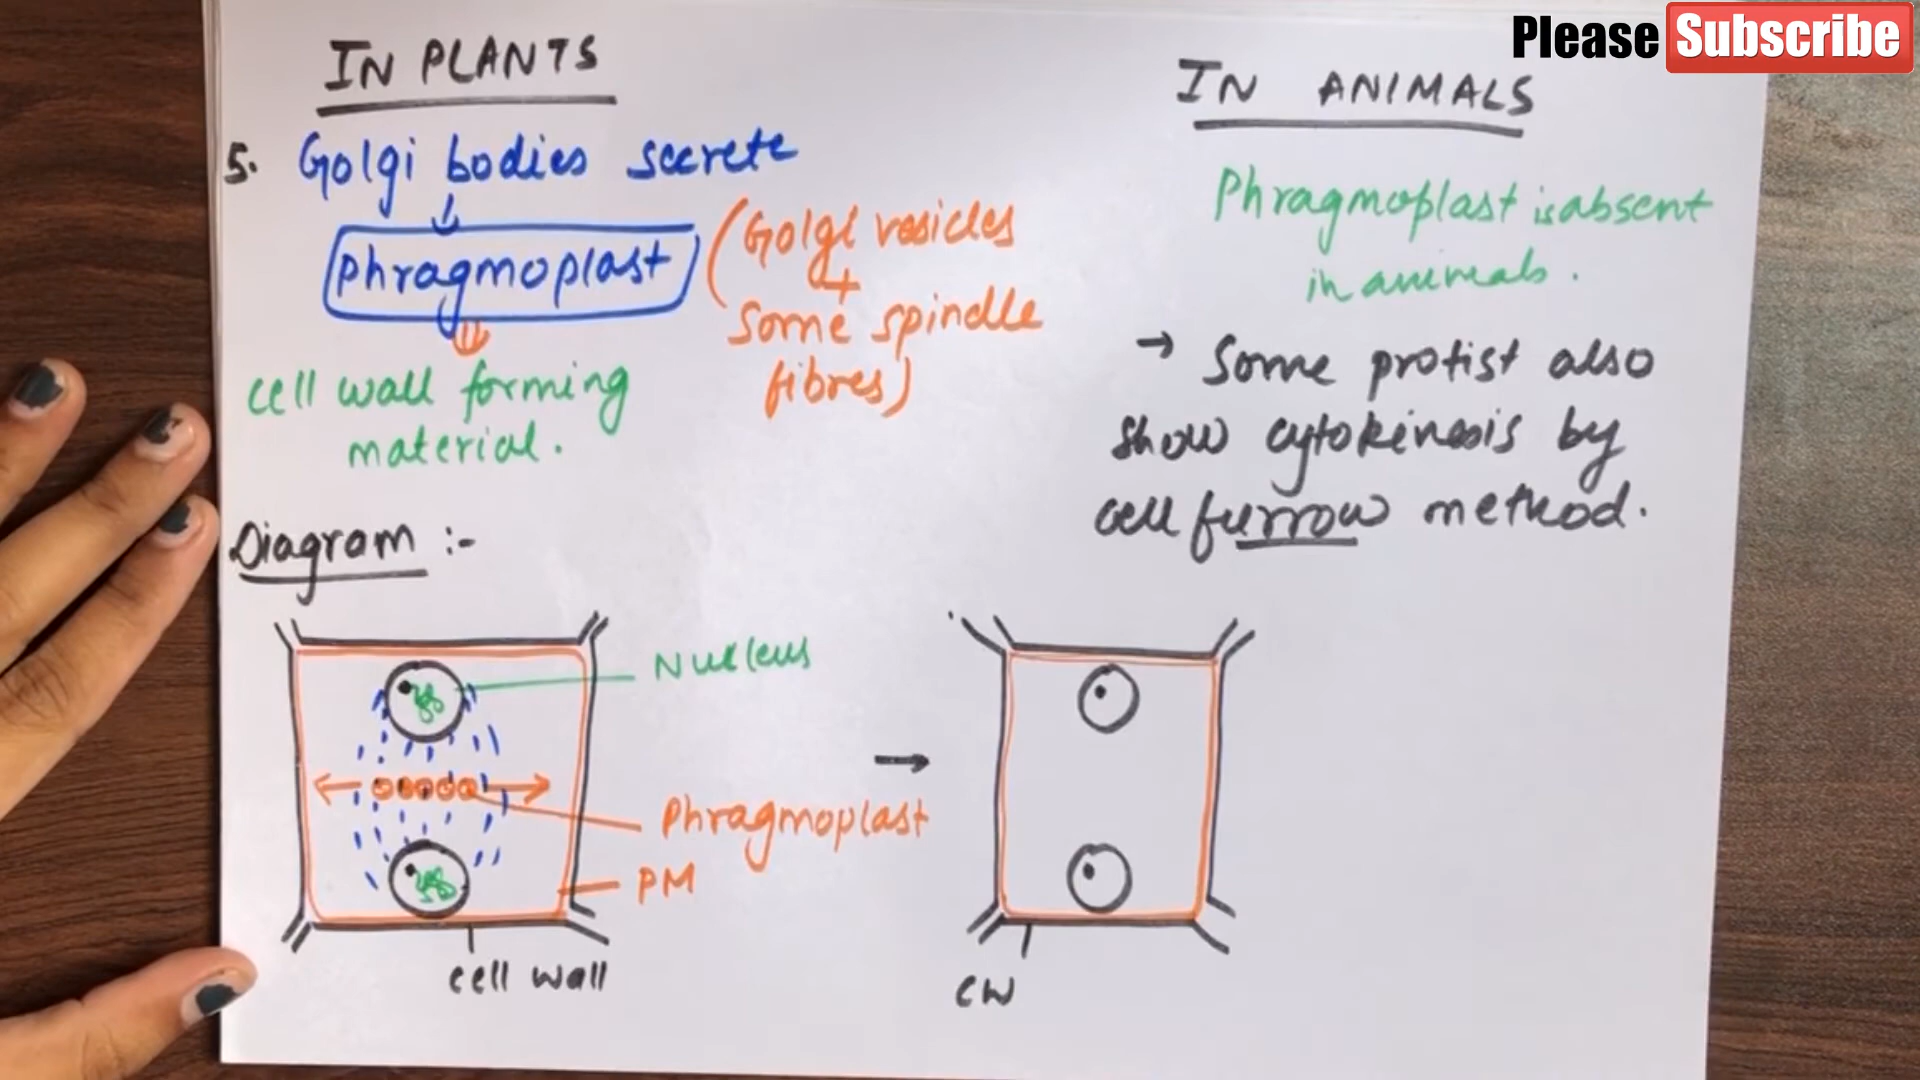 Please Subscribe
IN PLANTS
5. Golgi bodies secrete
Phragmoplast
(Golgi vesicles
+
Some spindle
fibres)
cell wall forming
material.
IN ANIMALS
Phragmoplast is absent
in animals.
→ Some protist also
show cytokinesis by
cell furrow method.
Diagram :-
Nucleus
Phragmoplast
PM
cell wall
CW